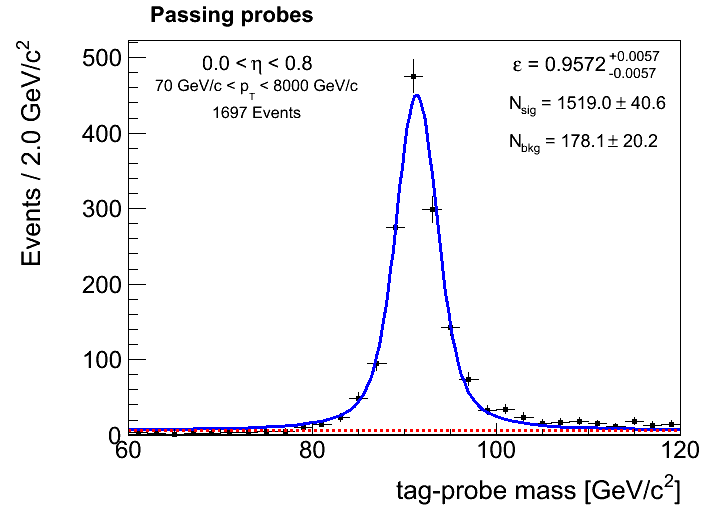 Passing probes
Events / 2.0 GeV/c²
500
400
300
200
100
0
0.0 < η < 0.8
70 GeV/c < p_T < 8000 GeV/c
1697 Events
ε = 0.9572 +0.0057 -0.0057
N_sig = 1519.0 ± 40.6
N_bkg = 178.1 ± 20.2
60 80 100 120
tag-probe mass [GeV/c²]